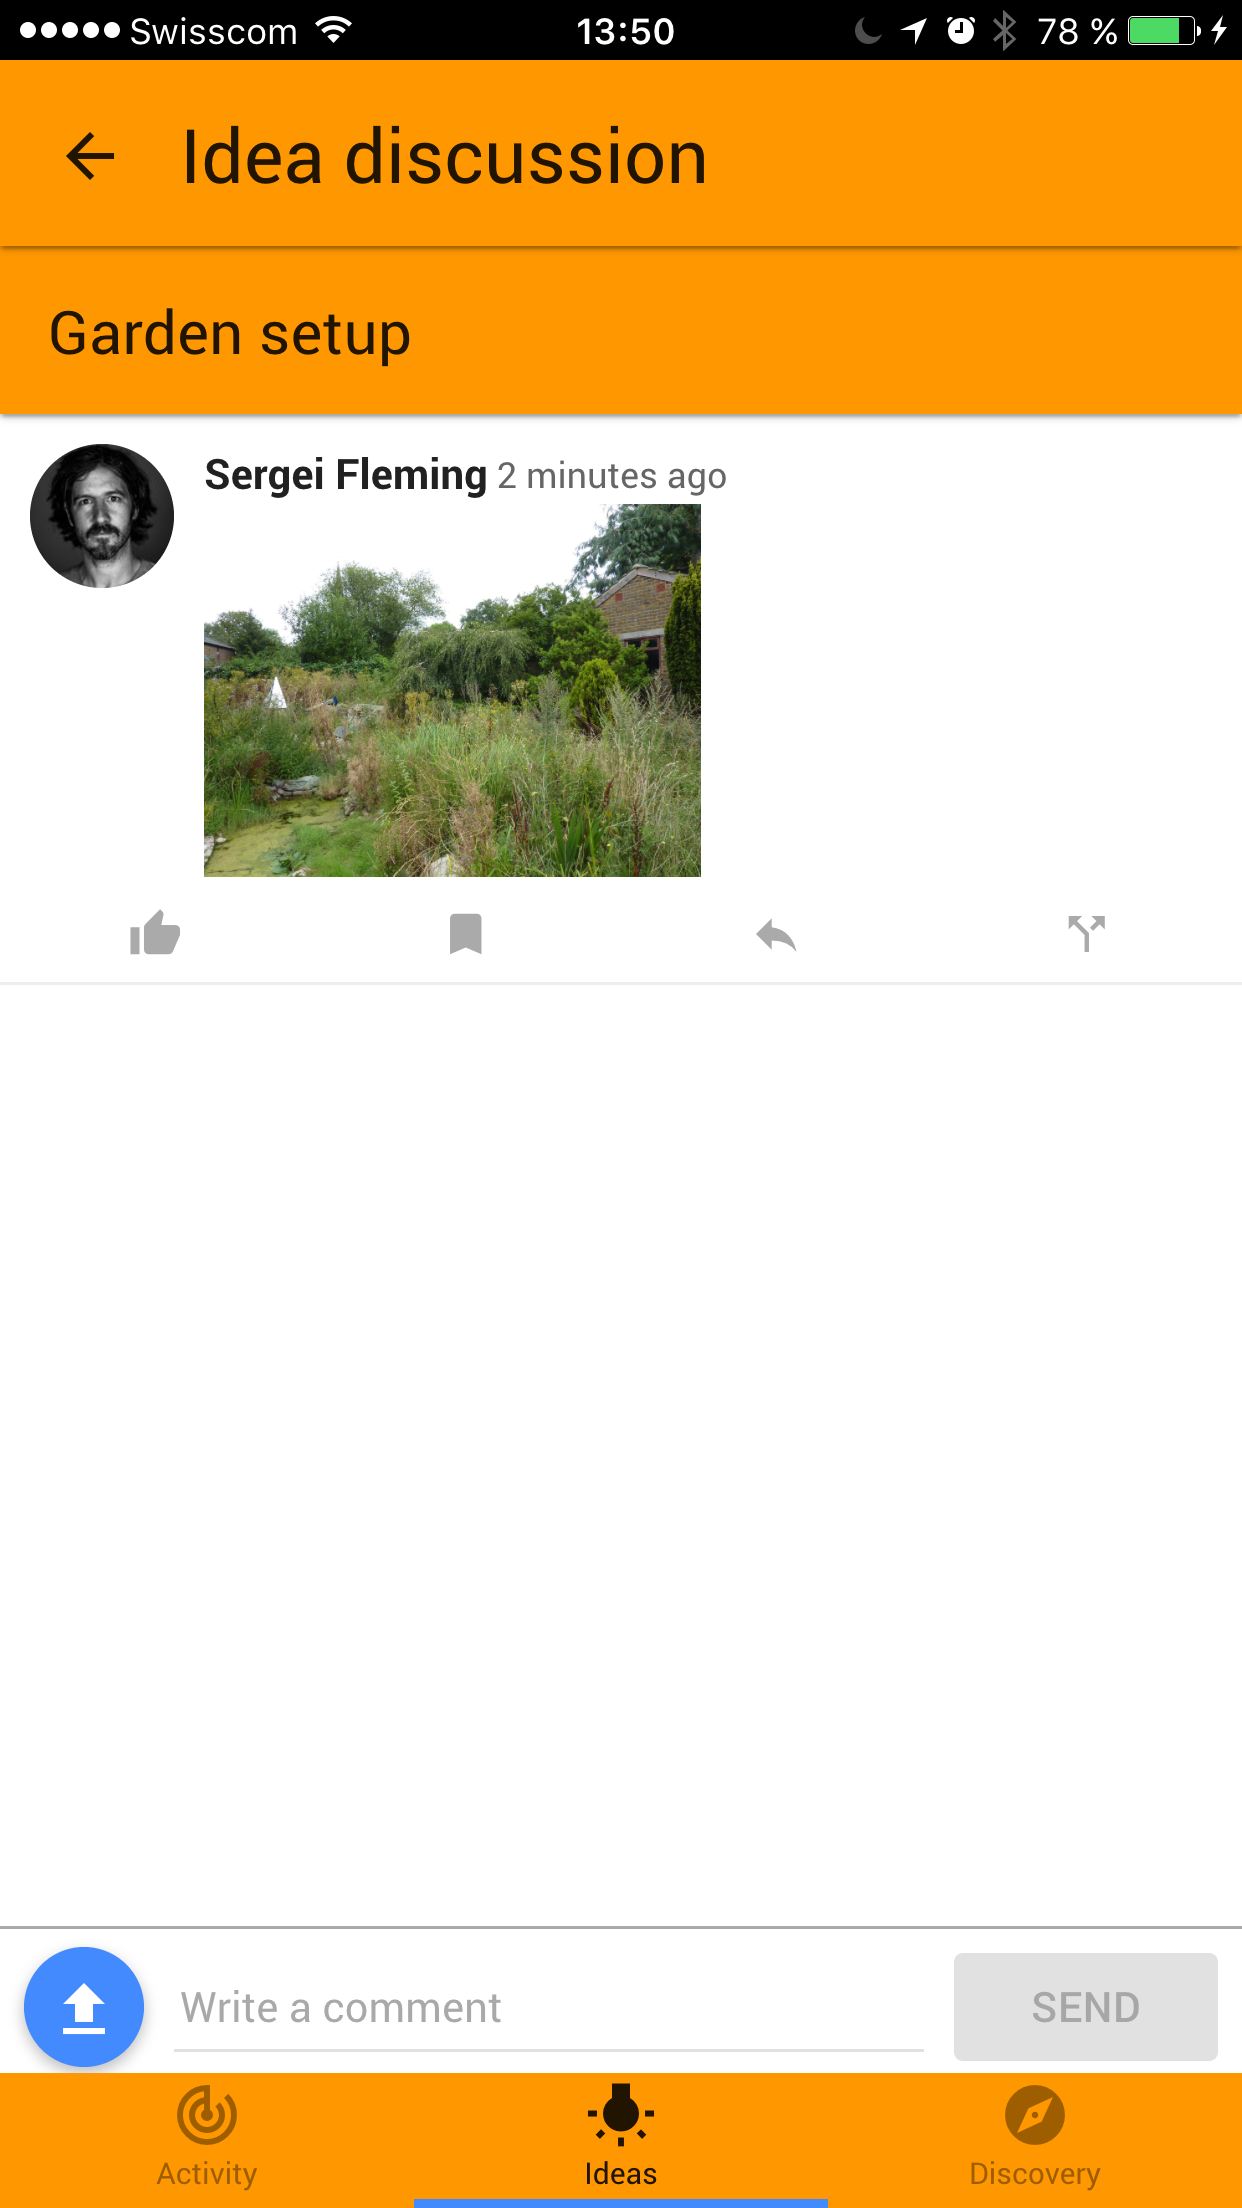 Swisscom 13:50 78 %
Idea discussion
Garden setup
Sergei Fleming 2 minutes ago
Write a comment SEND
Activity Ideas Discovery